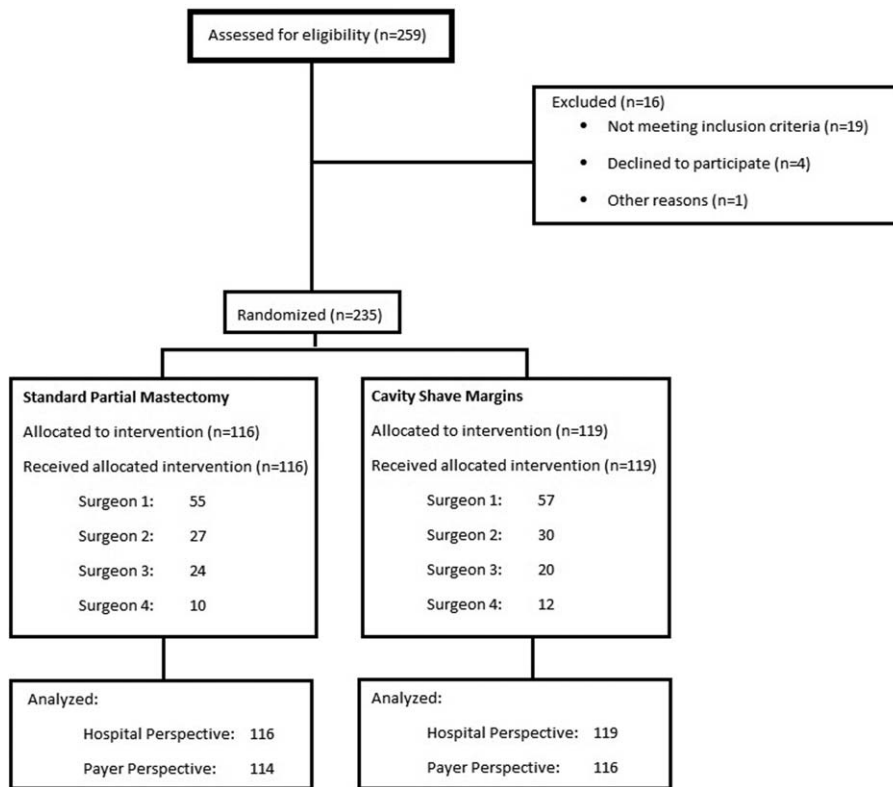 Assessed for eligibility (n=259)
Excluded (n=16)
• Not meeting inclusion criteria (n=19)
• Declined to participate (n=4)
• Other reasons (n=1)
Randomized (n=235)
Standard Partial Mastectomy
Allocated to intervention (n=116)
Received allocated intervention (n=116)
Surgeon 1: 55
Surgeon 2: 27
Surgeon 3: 24
Surgeon 4: 10
Cavity Shave Margins
Allocated to intervention (n=119)
Received allocated intervention (n=119)
Surgeon 1: 57
Surgeon 2: 30
Surgeon 3: 20
Surgeon 4: 12
Analyzed:
Hospital Perspective: 116
Payer Perspective: 114
Analyzed:
Hospital Perspective: 119
Payer Perspective: 116